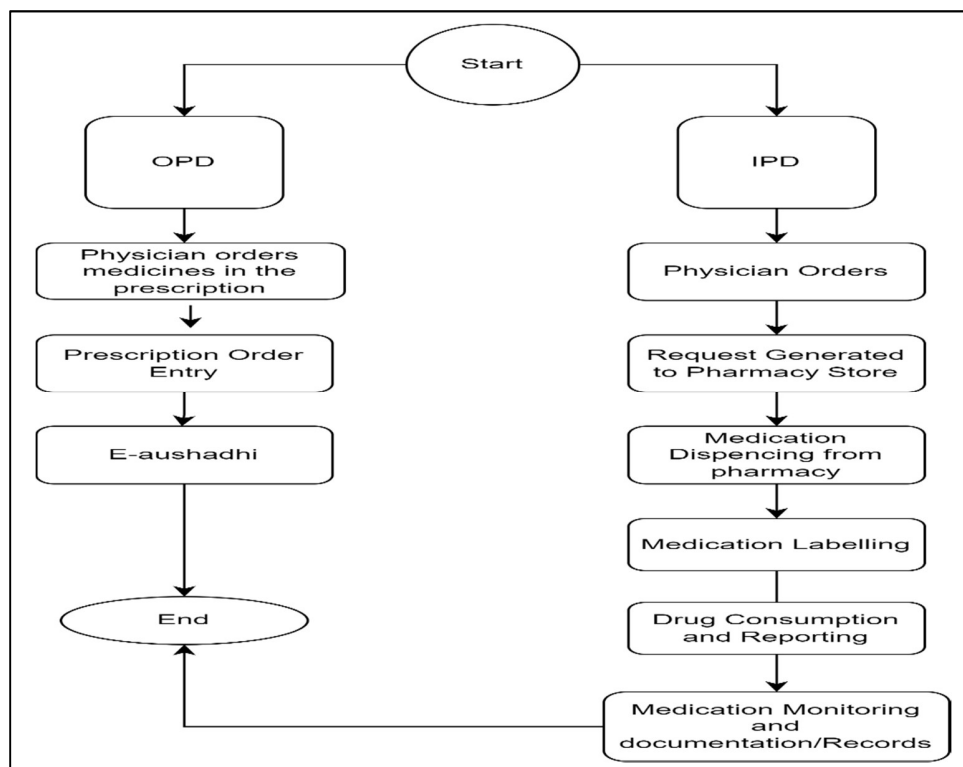 Start
OPD
IPD
Physician orders
medicines in the
prescription
Physician Orders
Prescription Order
Entry
Request Generated
to Pharmacy Store
E-aushadhi
Medication
Dispencing from
pharmacy
Medication Labelling
End
Drug Consumption
and Reporting
Medication Monitoring
and
documentation/Records